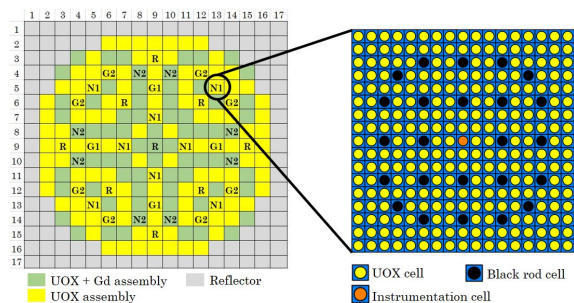 1 2 3 4 5 6 7 8 9 10 11 12 13 14 15 16 17
1
2
3 R
4 G2 N2 N2 G2
5 N1 G1 N1
6 G2 R R G2
7 N1
8 N2 N2
9 R G1 N1 R N1 G1 R
10 N2 N2
11 N1
12 G2 R R G2
13 N1 G1 N1
14 G2 N2 N2 G2
15 R
16
17
UOX + Gd assembly Reflector
UOX assembly
UOX cell Black rod cell
Instrumentation cell